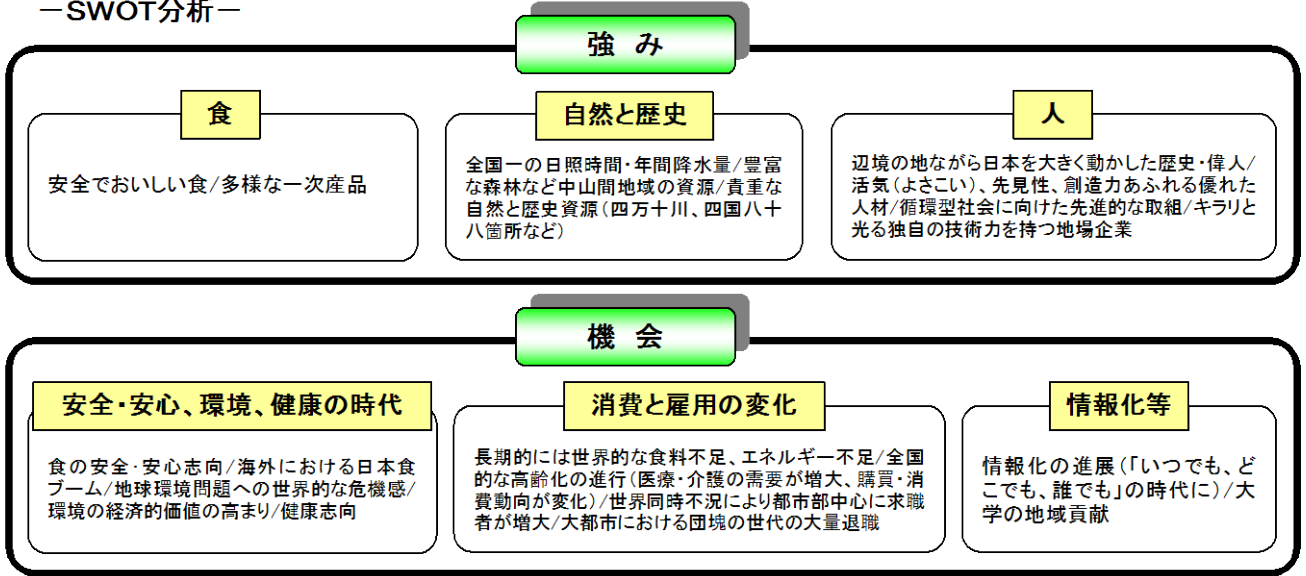 －SWOT分析－
強 み
食
安全でおいしい食/多様な一次産品
自然と歴史
全国一の日照時間・年間降水量/豊富
な森林など中山間地域の資源/貴重な
自然と歴史資源（四万十川、四国八十
八箇所など）
人
辺境の地ながら日本を大きく動かした歴史・偉人/
活気（よさこい）、先見性、創造力あふれる優れた
人材/循環型社会に向けた先進的な取組/キラリと
光る独自の技術力を持つ地場企業
機 会
安全・安心、環境、健康の時代
食の安全・安心志向/海外における日本食
ブーム/地球環境問題への世界的な危機感/
環境の経済的価値の高まり/健康志向
消費と雇用の変化
長期的には世界的な食料不足、エネルギー不足/全国
的な高齢化の進行（医療・介護の需要が増大、購買・消
費動向が変化）/世界同時不況により都市部中心に求職
者が増大/大都市における団塊の世代の大量退職
情報化等
情報化の進展（「いつでも、ど
こでも、誰でも」の時代に）/大
学の地域貢献